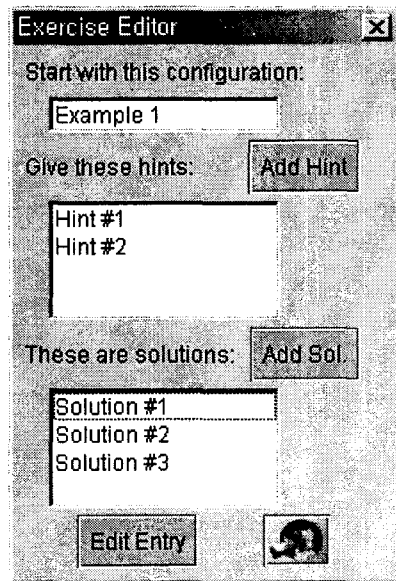 Exercise Editor
Start with this configuration:
Example 1
Give these hints: Add Hint
Hint #1
Hint #2
These are solutions: Add Sol.
Solution #1
Solution #2
Solution #3
Edit Entry